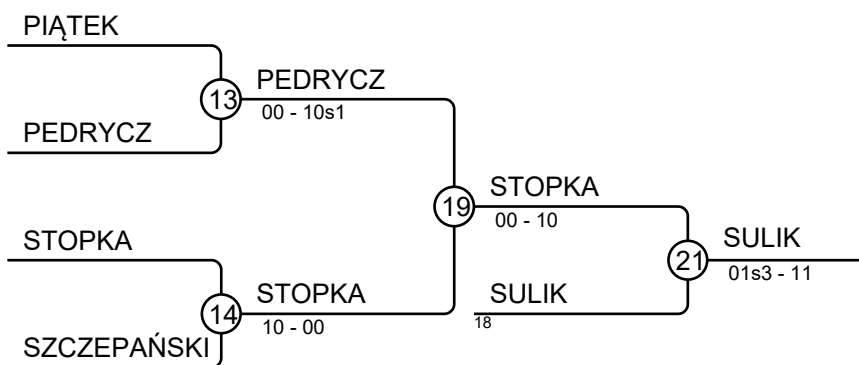 PIĄTEK
13
PEDRYCZ
00 - 10s1
PEDRYCZ
19
STOPKA
00 - 10
STOPKA
21
SULIK
01s3 - 11
14
STOPKA
10 - 00
SULIK
18
SZCZEPAŃSKI